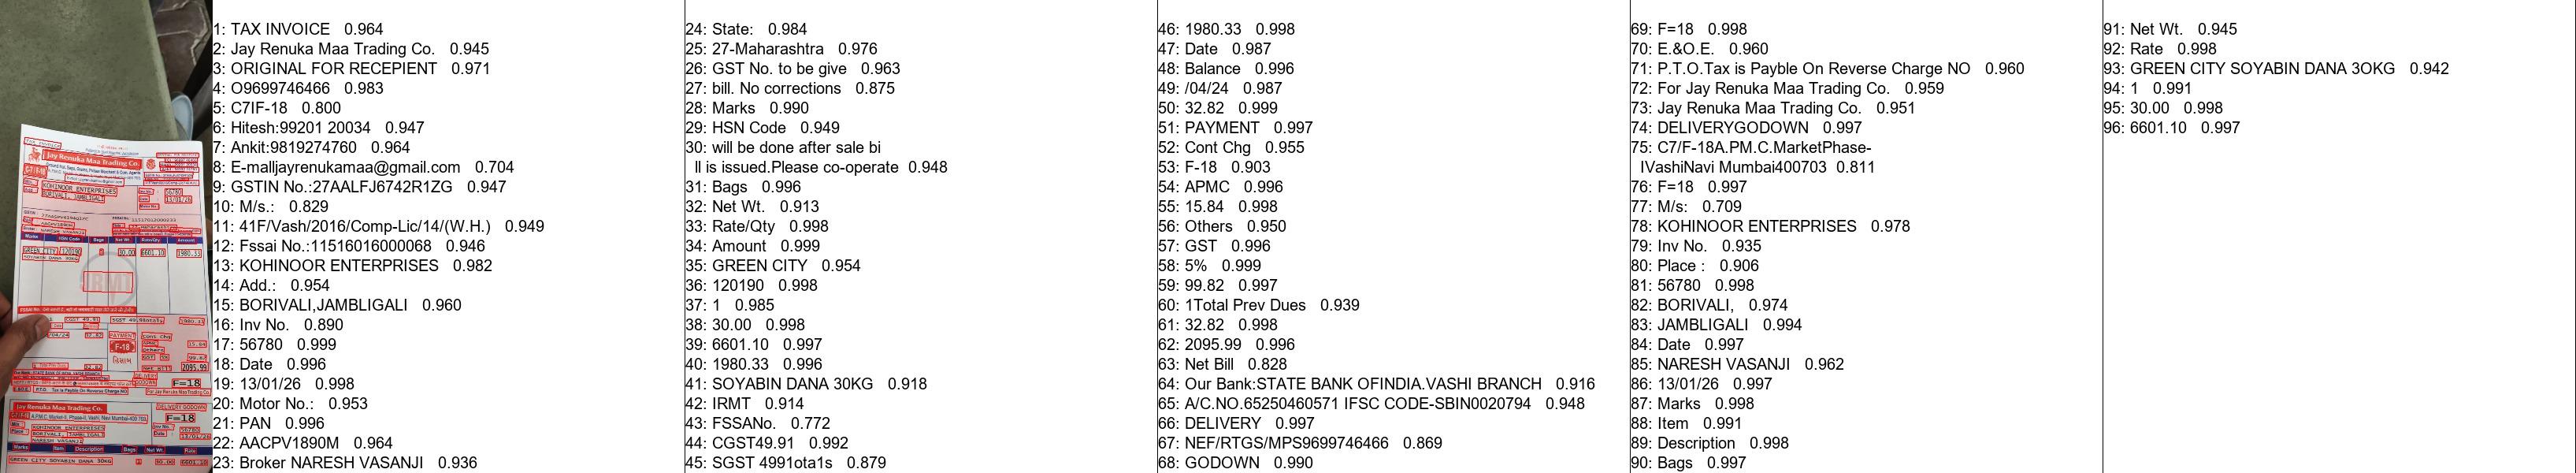 1: TAX INVOICE 0.964
2: Jay Renuka Maa Trading Co. 0.945
3: ORIGINAL FOR RECEPIENT 0.971
4: O9699746466 0.983
5: C7IF-18 0.800
6: Hitesh:99201 20034 0.947
7: Ankit:9819274760 0.964
8: E-malljayrenukamaa@gmail.com 0.704
9: GSTIN No.:27AALFJ6742R1ZG 0.947
10: M/s.: 0.829
11: 41F/Vash/2016/Comp-Lic/14/(W.H.) 0.949
12: Fssai No.:11516016000068 0.946
13: KOHINOOR ENTERPRISES 0.982
14: Add.: 0.954
15: BORIVALI,JAMBLIGALI 0.960
16: Inv No. 0.890
17: 56780 0.999
18: Date 0.996
19: 13/01/26 0.998
20: Motor No.: 0.953
21: PAN 0.996
22: AACPV1890M 0.964
23: Broker NARESH VASANJI 0.936
24: State: 0.984
25: 27-Maharashtra 0.976
26: GST No. to be give 0.963
27: bill. No corrections 0.875
28: Marks 0.990
29: HSN Code 0.949
30: will be done after sale bi
ll is issued.Please co-operate 0.948
31: Bags 0.996
32: Net Wt. 0.913
33: Rate/Qty 0.998
34: Amount 0.999
35: GREEN CITY 0.954
36: 120190 0.998
37: 1 0.985
38: 30.00 0.998
39: 6601.10 0.997
40: 1980.33 0.996
41: SOYABIN DANA 30KG 0.918
42: IRMT 0.914
43: FSSANo. 0.772
44: CGST49.91 0.992
45: SGST 4991ota1s 0.879
46: 1980.33 0.998
47: Date 0.987
48: Balance 0.996
49: /04/24 0.987
50: 32.82 0.999
51: PAYMENT 0.997
52: Cont Chg 0.955
53: F-18 0.903
54: APMC 0.996
55: 15.84 0.998
56: Others 0.950
57: GST 0.996
58: 5% 0.999
59: 99.82 0.997
60: 1Total Prev Dues 0.939
61: 32.82 0.998
62: 2095.99 0.996
63: Net Bill 0.828
64: Our Bank:STATE BANK OFINDIA.VASHI BRANCH 0.916
65: A/C.NO.65250460571 IFSC CODE-SBIN0020794 0.948
66: DELIVERY 0.997
67: NEF/RTGS/MPS9699746466 0.869
68: GODOWN 0.990
69: F=18 0.998
70: E.&O.E. 0.960
71: P.T.O.Tax is Payble On Reverse Charge NO 0.960
72: For Jay Renuka Maa Trading Co. 0.959
73: Jay Renuka Maa Trading Co. 0.951
74: DELIVERYGODOWN 0.997
75: C7/F-18A.PM.C.MarketPhase-
IVashiNavi Mumbai400703 0.811
76: F=18 0.997
77: M/s: 0.709
78: KOHINOOR ENTERPRISES 0.978
79: Inv No. 0.935
80: Place : 0.906
81: 56780 0.998
82: BORIVALI, 0.974
83: JAMBLIGALI 0.994
84: Date 0.997
85: NARESH VASANJI 0.962
86: 13/01/26 0.997
87: Marks 0.998
88: Item 0.991
89: Description 0.998
90: Bags 0.997
91: Net Wt. 0.945
92: Rate 0.998
93: GREEN CITY SOYABIN DANA 3OKG 0.942
94: 1 0.991
95: 30.00 0.998
96: 6601.10 0.997